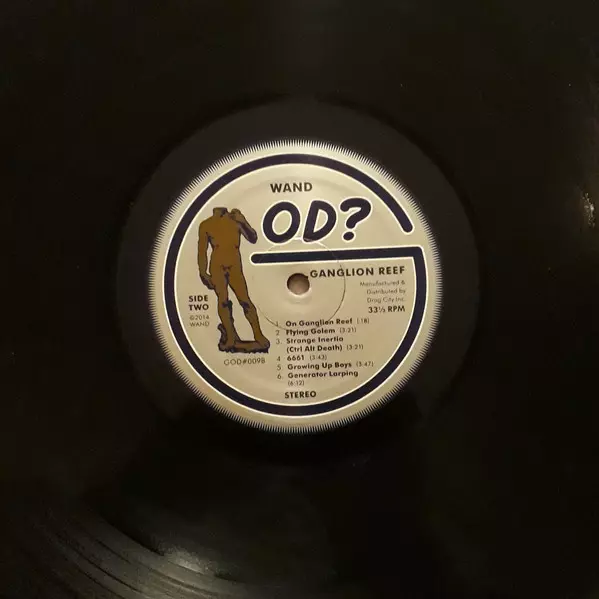 WAND
GOD?
GANGLION REEF
Manufactured &
Distributed by
Drag City Inc.
33⅓ RPM
SIDE
TWO
©2014
WAND
GOD#009B
1. On Ganglion Reef (:18)
2. Flying Golem (3:21)
3. Strange Inertia
(Ctrl Alt Death) (3:21)
4. 6661 (3:43)
5. Growing Up Boys (3:47)
6. Generator Larping
(6:12)
STEREO